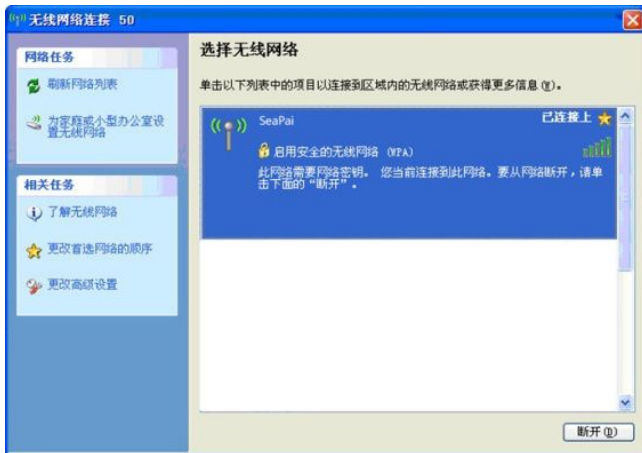 无线网络连接 50
网络任务
刷新网络列表
为家庭或小型办公室设
置无线网络
相关任务
了解无线网络
更改首选网络的顺序
更改高级设置
选择无线网络
单击以下列表中的项目以连接到区域内的无线网络或获得更多信息(W)。
SeaPai
已连接上
启用安全的无线网络 (WPA)
此网络需要网络密钥。 您当前连接到此网络。要从网络断开，请单
击下面的“断开”。
断开(D)